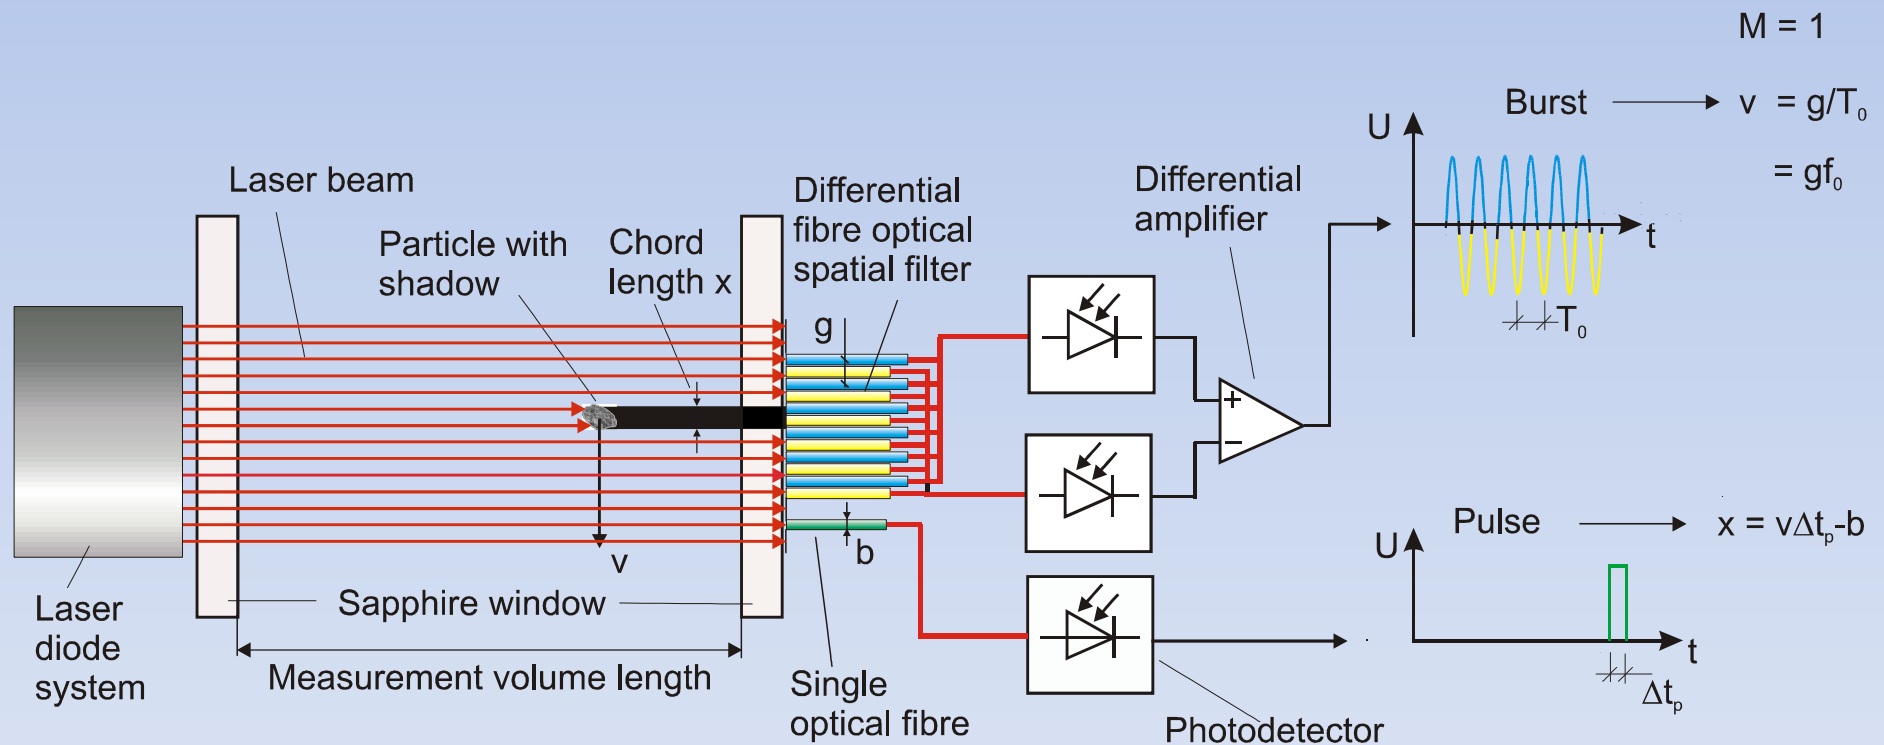 M = 1
Burst
v = g/T₀
= gf₀
U
t
T₀
Laser beam
Particle with
shadow
Chord
length x
Differential
fibre optical
spatial filter
Differential
amplifier
g
+
−
v
b
Pulse
x = vΔtₚ-b
U
t
Δtₚ
Laser
diode
system
Sapphire window
Measurement volume length
Single
optical fibre
Photodetector